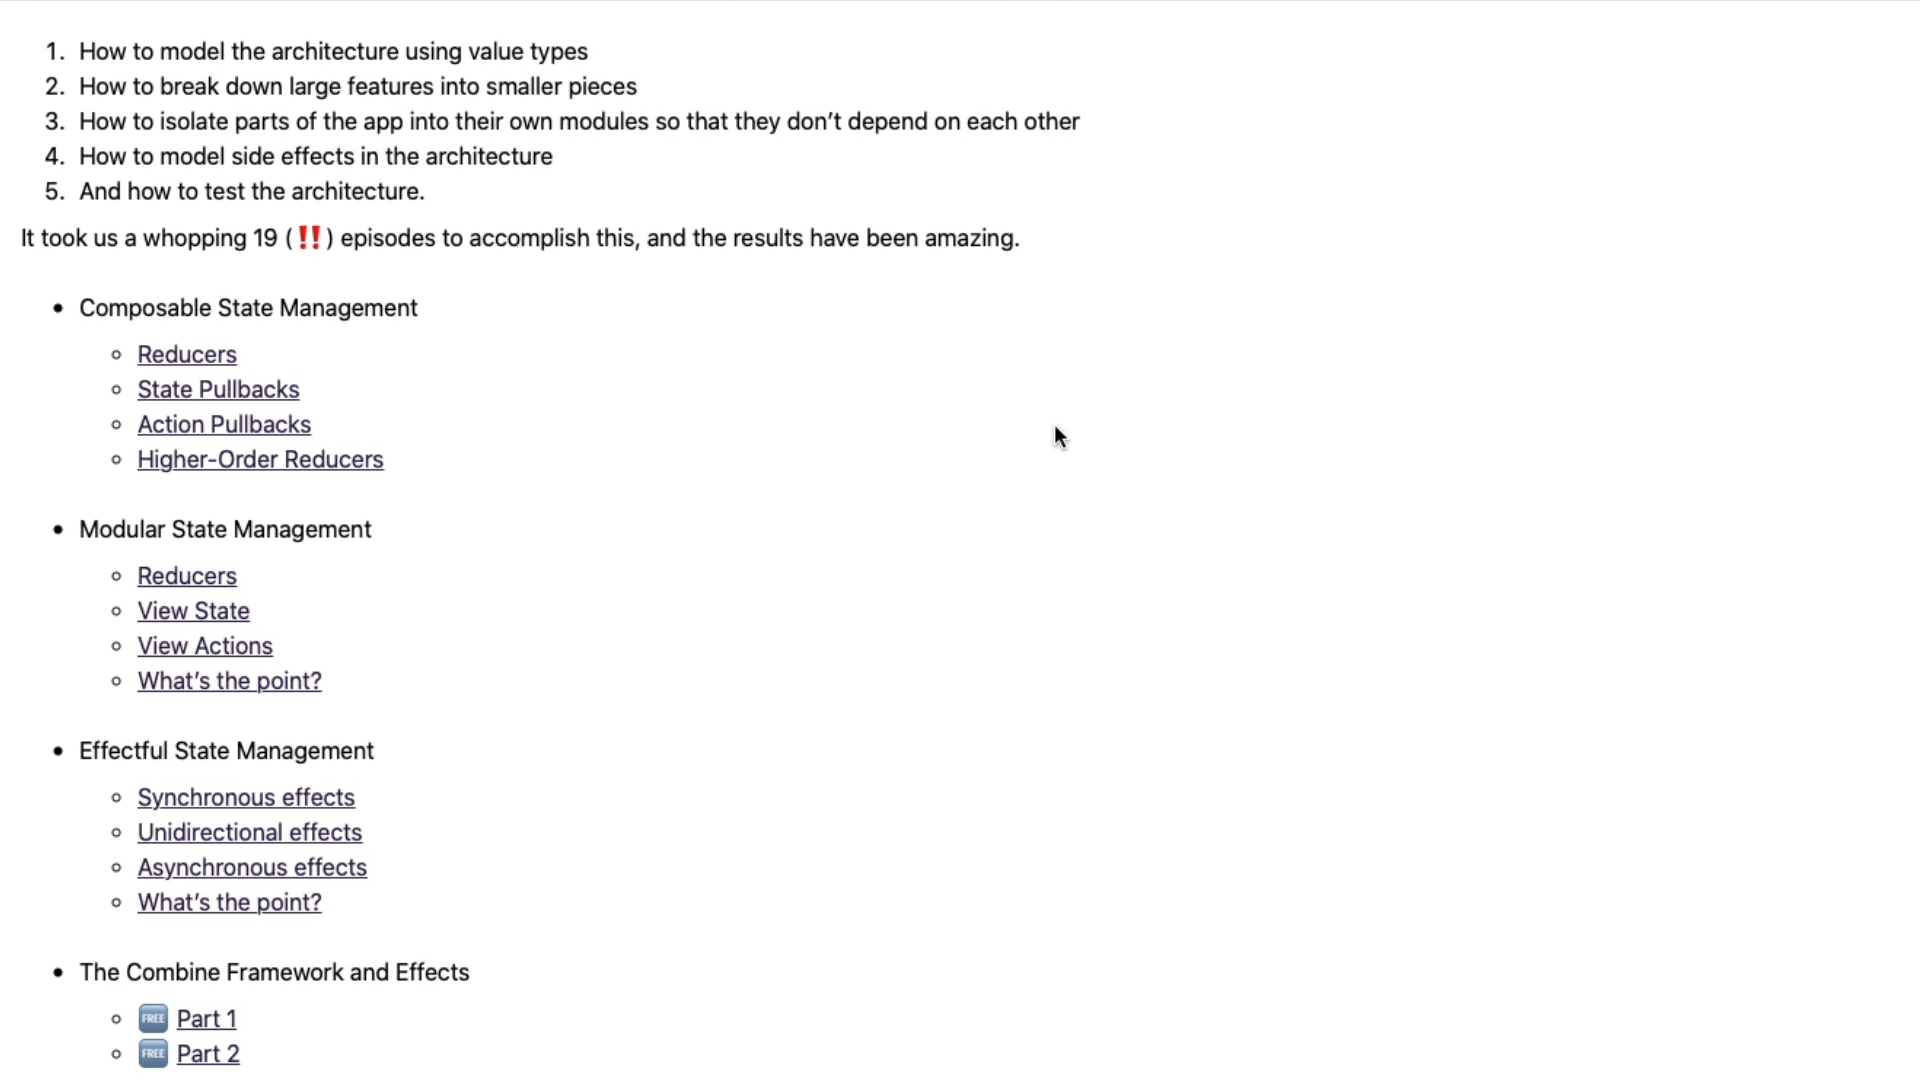 1. How to model the architecture using value types
2. How to break down large features into smaller pieces
3. How to isolate parts of the app into their own modules so that they don’t depend on each other
4. How to model side effects in the architecture
5. And how to test the architecture.
It took us a whopping 19 (‼️) episodes to accomplish this, and the results have been amazing.
• Composable State Management
◦ Reducers
◦ State Pullbacks
◦ Action Pullbacks
◦ Higher-Order Reducers
• Modular State Management
◦ Reducers
◦ View State
◦ View Actions
◦ What’s the point?
• Effectful State Management
◦ Synchronous effects
◦ Unidirectional effects
◦ Asynchronous effects
◦ What’s the point?
• The Combine Framework and Effects
◦ 🆓 Part 1
◦ 🆓 Part 2